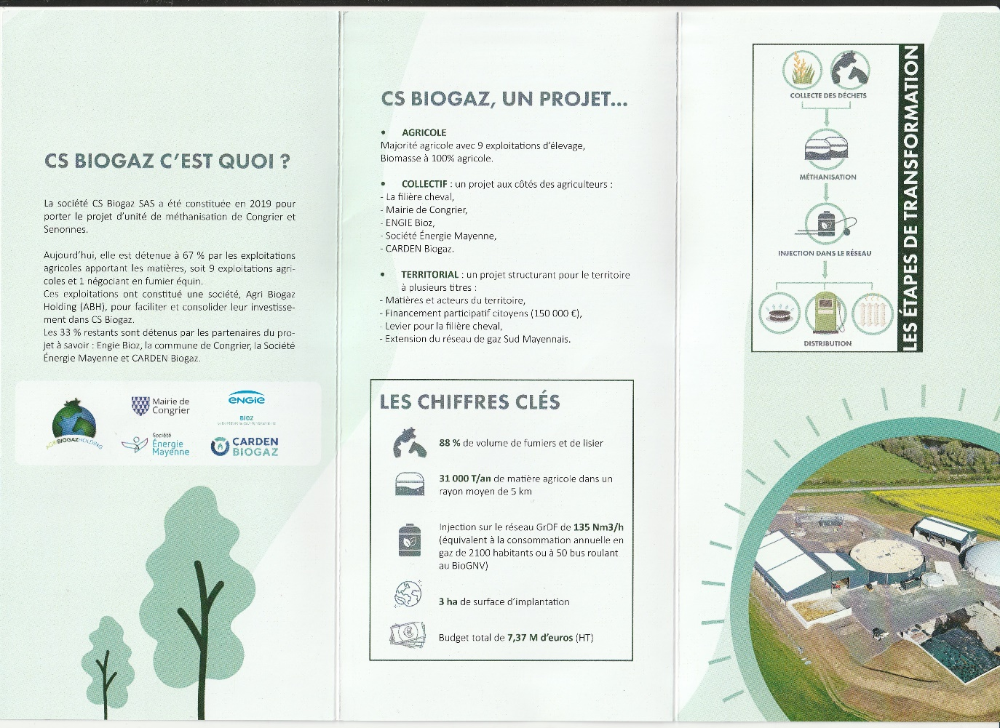 CS BIOGAZ C'EST QUOI ?
La société CS Biogaz SAS a été constituée en 2019 pour
porter le projet d'unité de méthanisation de Congrier et
Senonnes.
Aujourd'hui, elle est détenue à 67 % par les exploitations
agricoles apportant les matières, soit 9 exploitations agri-
coles et 1 négociant en fumier équin.
Ces exploitations ont constitué une société, Agri Biogaz
Holding (ABH), pour faciliter et consolider leur investisse-
ment dans CS Biogaz.
Les 33 % restants sont détenus par les partenaires du pro-
jet à savoir : Engie Bioz, la commune de Congrier, la Société
Énergie Mayenne et CARDEN Biogaz.
AGRIBIOGAZHOLDING
Mairie de
Congrier
ENGIE
BIOZ
Société
Énergie
Mayenne
CARDEN
BIOGAZ
CS BIOGAZ, UN PROJET...
• AGRICOLE
Majorité agricole avec 9 exploitations d'élevage,
Biomasse à 100% agricole.
• COLLECTIF : un projet aux côtés des agriculteurs :
- La filière cheval,
- Mairie de Congrier,
- ENGIE Bioz,
- Société Énergie Mayenne,
- CARDEN Biogaz.
• TERRITORIAL : un projet structurant pour le territoire
à plusieurs titres :
- Matières et acteurs du territoire,
- Financement participatif citoyens (150 000 €),
- Levier pour la filière cheval,
- Extension du réseau de gaz Sud Mayennais.
LES CHIFFRES CLÉS
88 % de volume de fumiers et de lisier
31 000 T/an de matière agricole dans un
rayon moyen de 5 km
Injection sur le réseau GrDF de 135 Nm3/h
(équivalent à la consommation annuelle en
gaz de 2100 habitants ou à 50 bus roulant
au BioGNV)
3 ha de surface d'implantation
Budget total de 7,37 M d'euros (HT)
LES ÉTAPES DE TRANSFORMATION
COLLECTE DES DÉCHETS
MÉTHANISATION
INJECTION DANS LE RÉSEAU
DISTRIBUTION